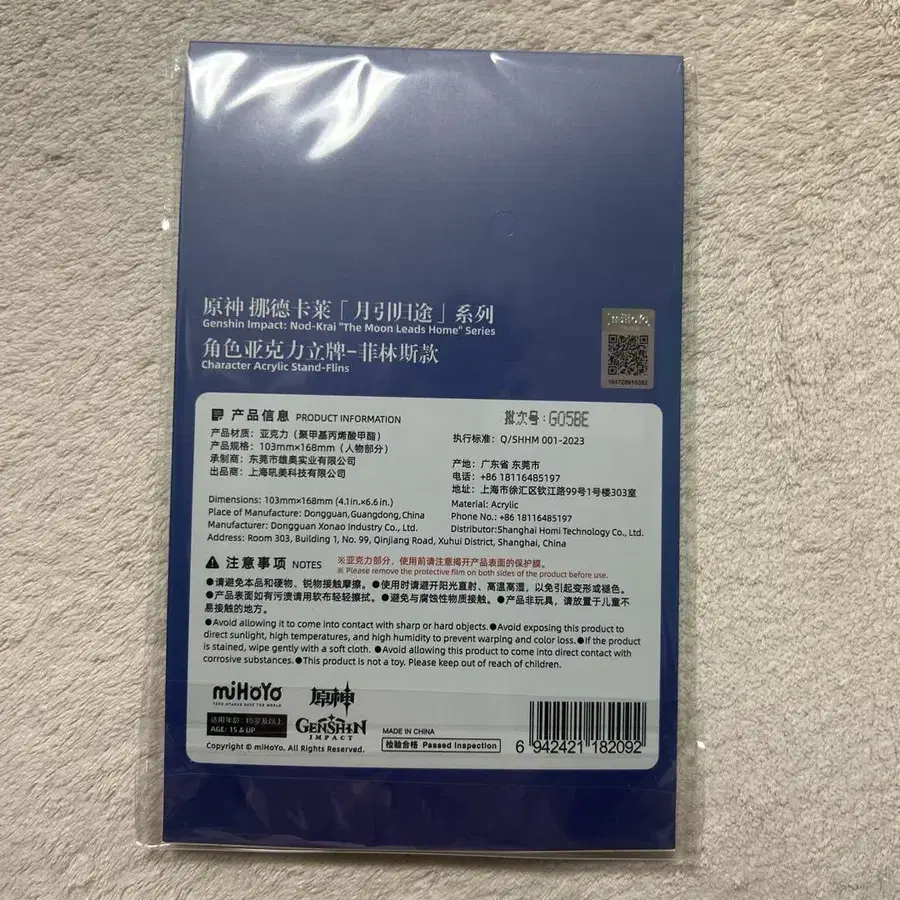 原神 挪德卡莱「月引归途」系列
Genshin Impact: Nod-Krai "The Moon Leads Home" Series
角色亚克力立牌-菲林斯款
Character Acrylic Stand-Flins
miHoYo
产品信息 PRODUCT INFORMATION
批次号:G05BE
产品材质:亚克力(聚甲基丙烯酸甲酯)
执行标准:Q/SHHM 001-2023
产品规格:103mm×168mm(人物部分)
承制商:东莞市雄奥实业有限公司
出品商:上海吼美科技有限公司
产地:广东省 东莞市
电话:+86 18116485197
地址:上海市徐汇区钦江路99号1号楼303室
Dimensions: 103mm×168mm (4.1in.×6.6in.)
Material: Acrylic
Place of Manufacture: Dongguan,Guangdong,China
Phone No.: +86 18116485197
Manufacturer: Dongguan Xonao Industry Co., Ltd.
Distributor:Shanghai Homi Technology Co., Ltd.
Address: Room 303, Building 1, No. 99, Qinjiang Road, Xuhui District, Shanghai, China
注意事项 NOTES
※亚克力部分,使用前请注意揭开产品表面的保护膜。
※ Please remove the protective film on both sides of the product before use.
●请避免本品和硬物、锐物接触摩擦。●使用时请避开阳光直射、高温高湿,以免引起变形或褪色。
●产品表面如有污渍请用软布轻轻擦拭。●避免与腐蚀性物质接触。●产品非玩具,请放置于儿童不
易接触的地方。
●Avoid allowing it to come into contact with sharp or hard objects.●Avoid exposing this product to
direct sunlight, high temperatures, and high humidity to prevent warping and color loss.●If the product
is stained, wipe gently with a soft cloth. ●Avoid allowing this product to come into direct contact with
corrosive substances.●This product is not a toy. Please keep out of reach of children.
miHoYo
TECH OTAKUS SAVE THE WORLD
原神
GENSHIN
IMPACT
适用年龄:15岁及以上
AGE: 15 & UP
Copyright © miHoYo. All Rights Reserved.
MADE IN CHINA
检验合格 Passed Inspection
6 942421 182092